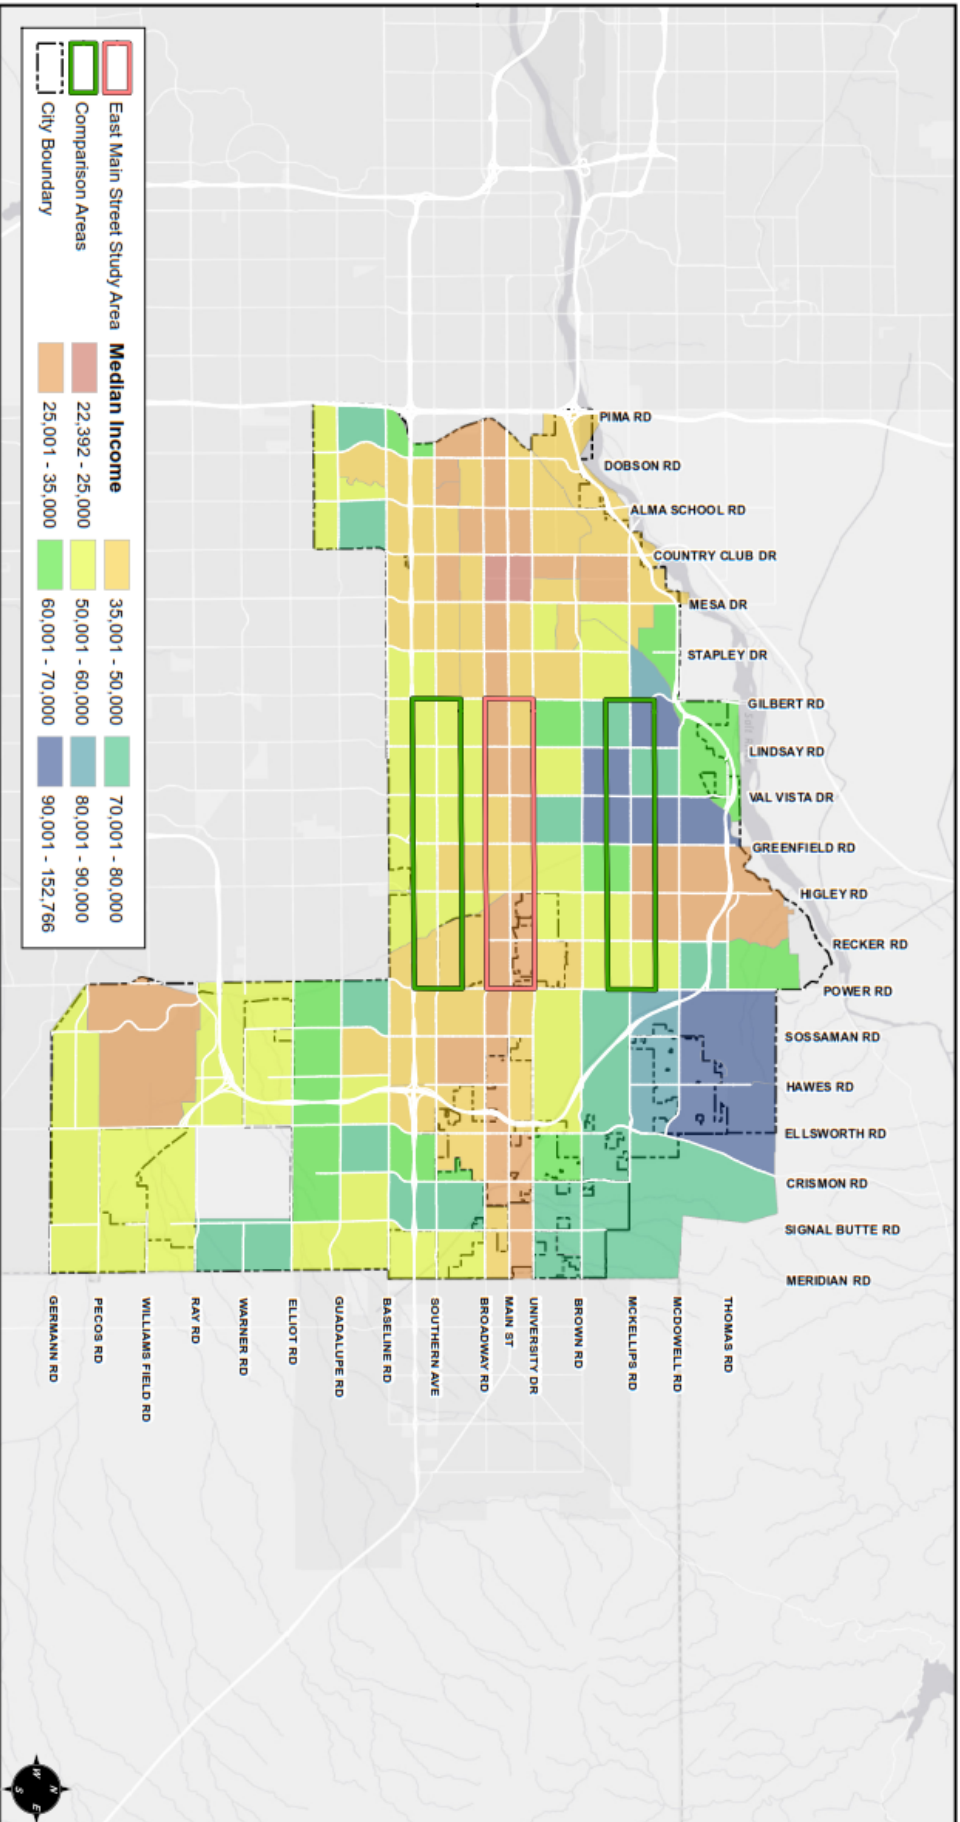 PIMA RD
DOBSON RD
ALMA SCHOOL RD
COUNTRY CLUB DR
MESA DR
STAPLEY DR
GILBERT RD
LINDSAY RD
VAL VISTA DR
GREENFIELD RD
HIGLEY RD
RECKER RD
POWER RD
SOSSAMAN RD
HAWES RD
ELLSWORTH RD
CRISMON RD
SIGNAL BUTTE RD
MERIDIAN RD
THOMAS RD
MCDOWELL RD
MCKELLIPS RD
BROWN RD
UNIVERSITY DR
MAIN ST
BROADWAY RD
SOUTHERN AVE
BASELINE RD
GUADALUPE RD
ELLIOT RD
WARNER RD
RAY RD
WILLIAMS FIELD RD
PECOS RD
GERMANN RD
East Main Street Study Area
Comparison Areas
City Boundary
Median Income
22,392 - 25,000
25,001 - 35,000
35,001 - 50,000
50,001 - 60,000
60,001 - 70,000
70,001 - 80,000
80,001 - 90,000
90,001 - 152,766
N
W
E
S